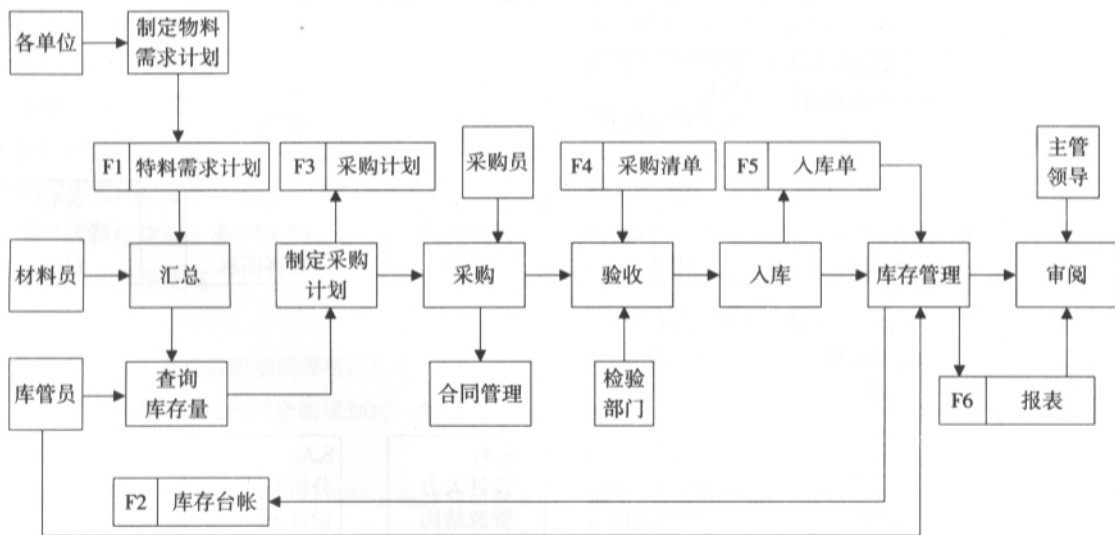 各单位
制定物料
需求计划
F1 特料需求计划
F3 采购计划
采购员
F4 采购清单
F5 入库单
主管
领导
材料员
汇总
制定采购
计划
采购
验收
入库
库存管理
审阅
库管员
查询
库存量
合同管理
检验
部门
F6 报表
F2 库存台帐